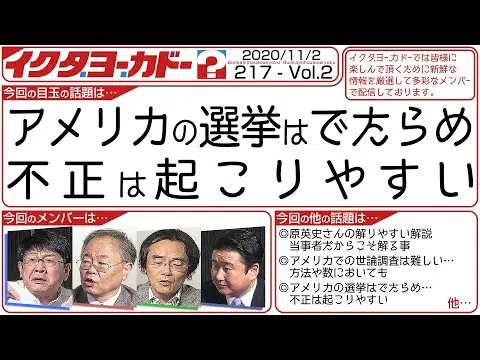 イクタヨーカドー?
BunkajinhousoukyokuBunkajinhousoukyoku
2020/11/2
217 - Vol.2
イクタヨーカドーでは皆様に
楽しんで頂くために新鮮な
情報を厳選して多彩なメンバー
で配信しております。
今回の目玉の話題は…
アメリカの選挙はでたらめ
不正は起こりやすい
今回のメンバーは…
今回の他の話題は…
◎原英史さんの解りやすい解説
当事者だからこそ解る事
◎アメリカでの世論調査は難しい…
方法や数においても
◎アメリカの選挙はでたらめ…
不正は起こりやすい
他…